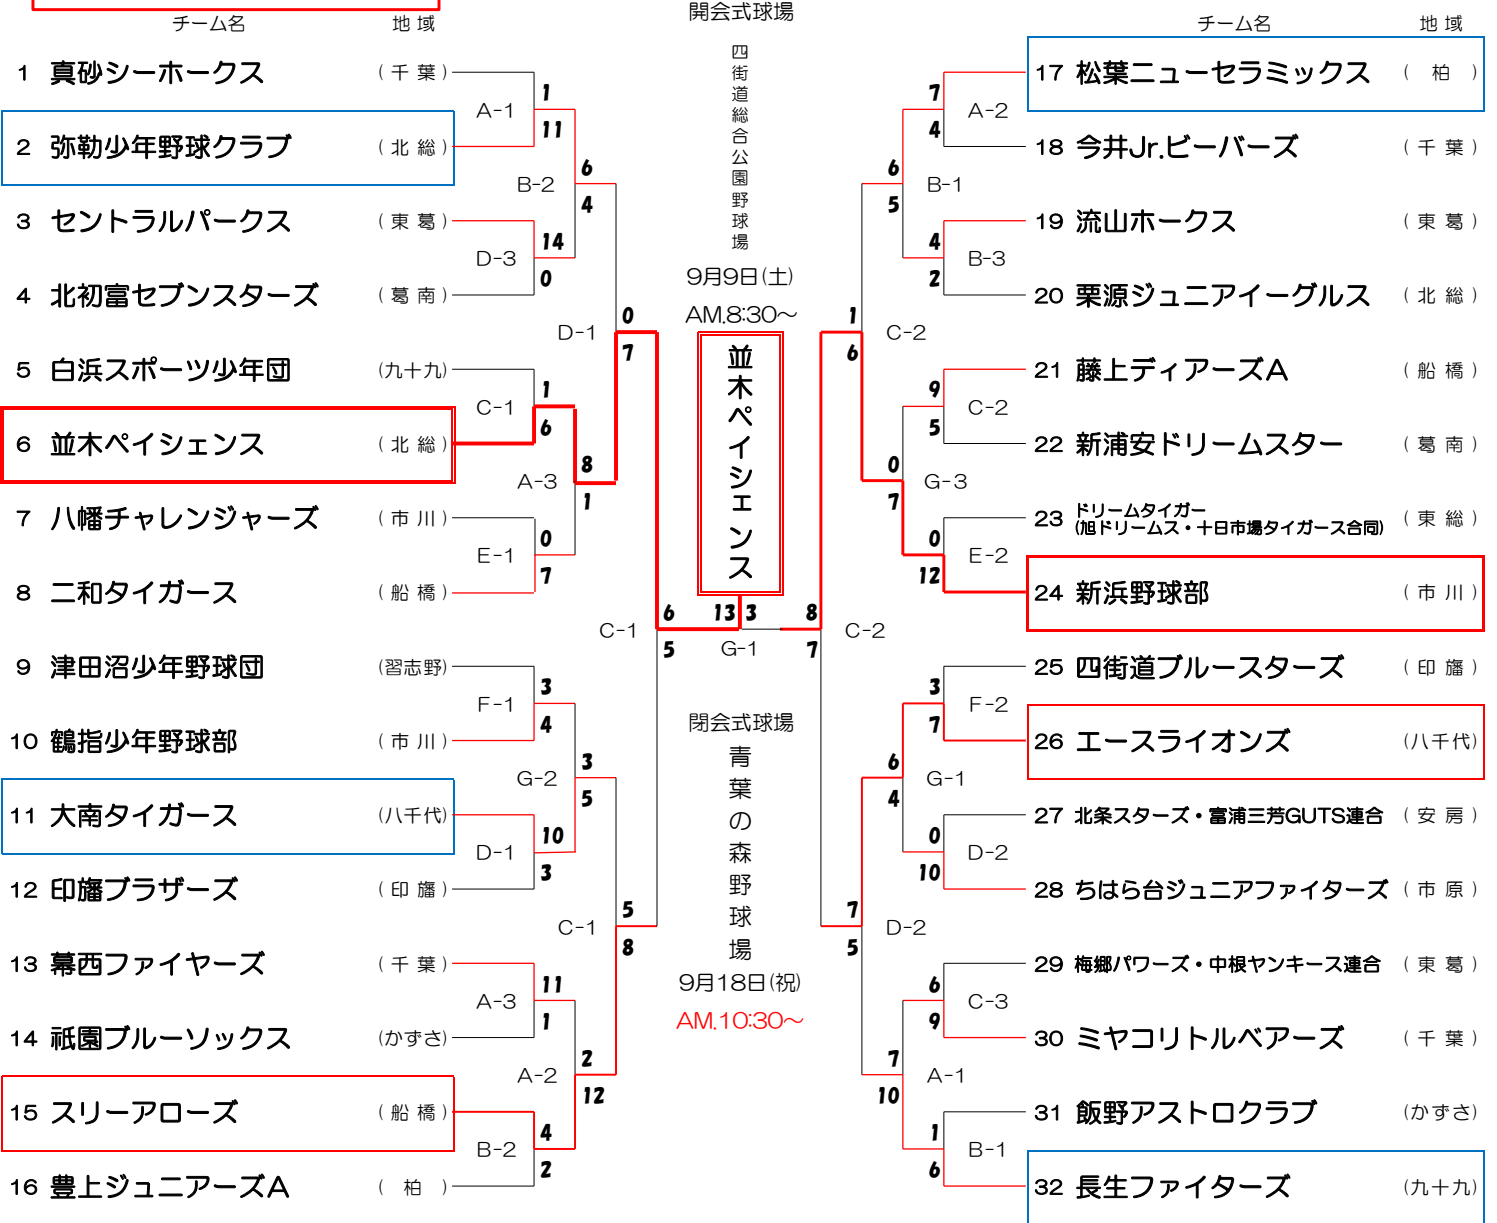 チーム名 地域
1 真砂シーホークス (千葉)
2 弥勒少年野球クラブ (北総)
3 セントラルパークス (東葛)
4 北初富セブンスターズ (葛南)
5 白浜スポーツ少年団 (九十九)
6 並木ペイシェンス (北総)
7 八幡チャレンジャーズ (市川)
8 二和タイガース (船橋)
9 津田沼少年野球団 (習志野)
10 鶴指少年野球部 (市川)
11 大南タイガース (八千代)
12 印旛ブラザーズ (印旛)
13 幕西ファイヤーズ (千葉)
14 祇園ブルーソックス (かずさ)
15 スリーアローズ (船橋)
16 豊上ジュニアーズA (柏)
A-1 1 11
D-3 14 0
C-1 1 6
E-1 0 7
F-1 3 4
D-1 10 3
A-3 11 1
B-2 4 2
B-2 6 4
A-3 8 1
G-2 3 5
A-2 2 12
D-1 0 7
C-1 5 8
C-1 6 5
開会式球場
四街道総合公園野球場
9月9日(土)
AM.8:30～
並木ペイシェンス
13 3
G-1
閉会式球場
青葉の森野球場
9月18日(祝)
AM.10:30～
8 7 C-2
1 6 C-2
7 5 D-2
6 5 B-1
0 7 G-3
6 4 G-1
7 10 A-1
7 4 A-2
4 2 B-3
9 5 C-2
0 12 E-2
3 7 F-2
0 10 D-2
6 9 C-3
1 6 B-1
チーム名 地域
17 松葉ニューセラミックス (柏)
18 今井Jr.ビーバーズ (千葉)
19 流山ホークス (東葛)
20 栗源ジュニアイーグルス (北総)
21 藤上ディアーズA (船橋)
22 新浦安ドリームスター (葛南)
23 ドリームタイガー
(旭ドリームス・十日市場タイガース合同) (東総)
24 新浜野球部 (市川)
25 四街道ブルースターズ (印旛)
26 エースライオンズ (八千代)
27 北条スターズ・富浦三芳GUTS連合 (安房)
28 ちはら台ジュニアファイターズ (市原)
29 梅郷パワーズ・中根ヤンキース連合 (東葛)
30 ミヤコリトルベアーズ (千葉)
31 飯野アストロクラブ (かずさ)
32 長生ファイターズ (九十九)